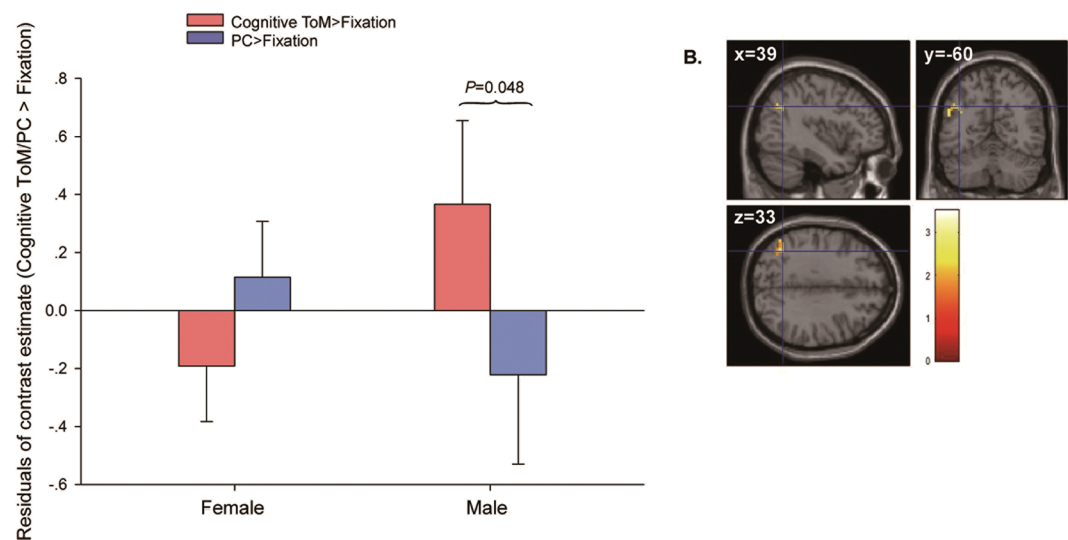 Cognitive ToM>Fixation
PC>Fixation
Residuals of contrast estimate (Cognitive ToM/PC > Fixation)
.8
.6
.4
.2
0.0
-.2
-.4
-.6
P=0.048
Female
Male
B.
x=39
y=-60
z=33
3
2
1
0